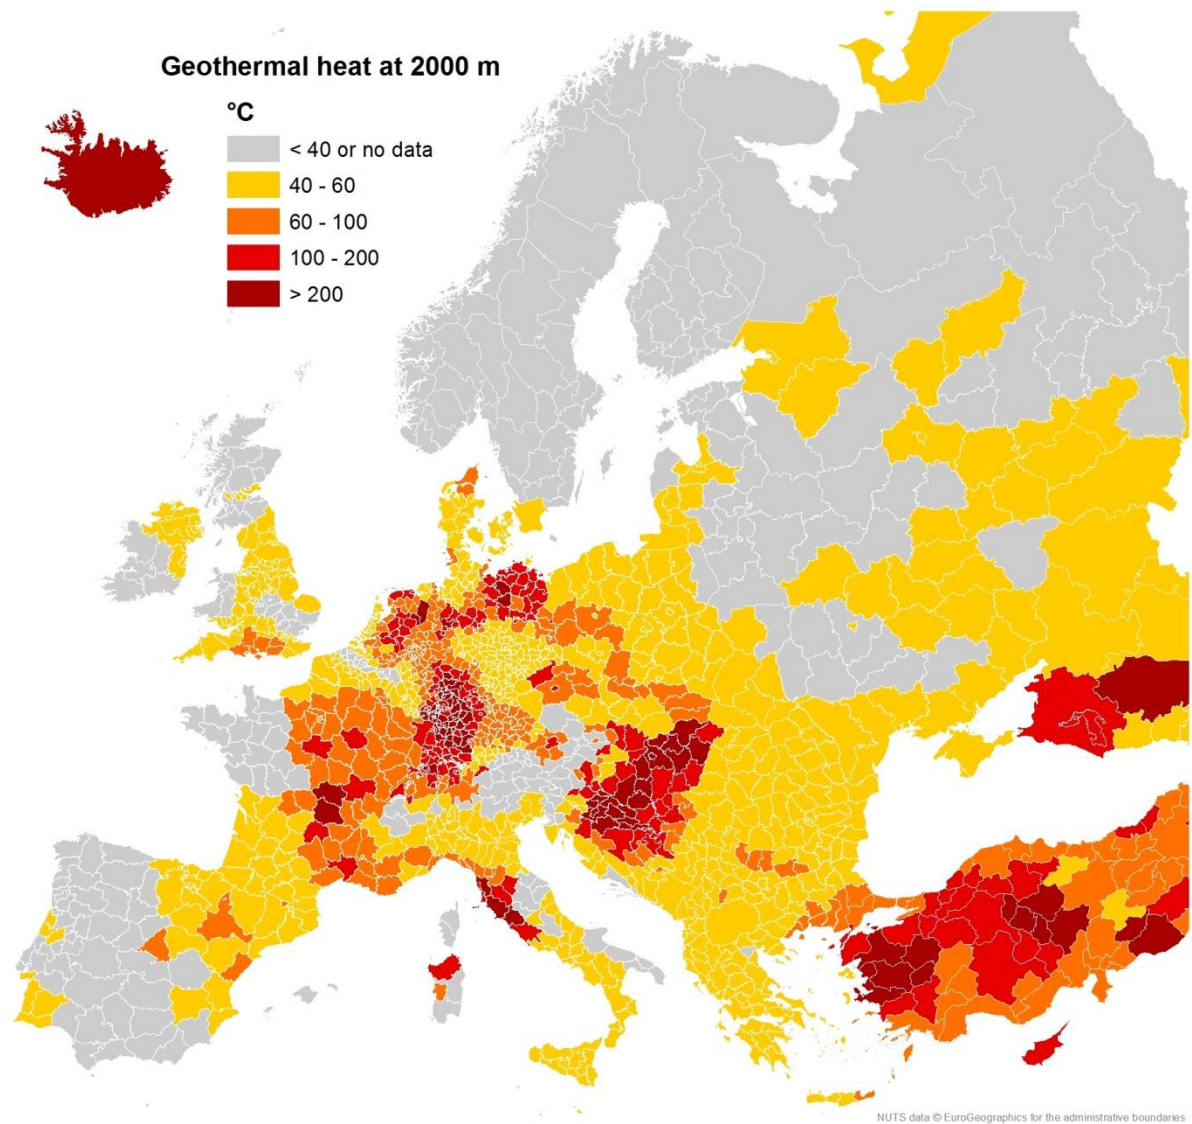 Geothermal heat at 2000 m
°C
< 40 or no data
40 - 60
60 - 100
100 - 200
> 200
NUTS data © EuroGeographics for the administrative boundaries